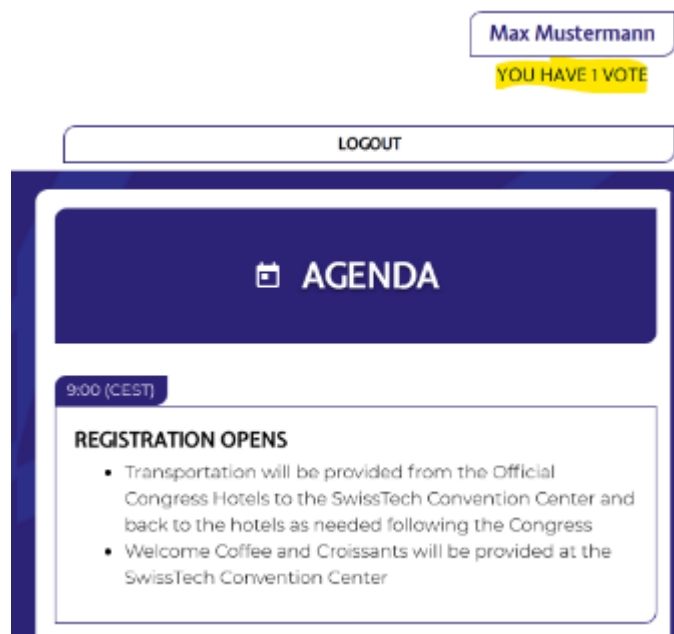 Max Mustermann
YOU HAVE 1 VOTE
LOGOUT
AGENDA
9:00 (CEST)
REGISTRATION OPENS
• Transportation will be provided from the Official
Congress Hotels to the SwissTech Convention Center and
back to the hotels as needed following the Congress
• Welcome Coffee and Croissants will be provided at the
SwissTech Convention Center